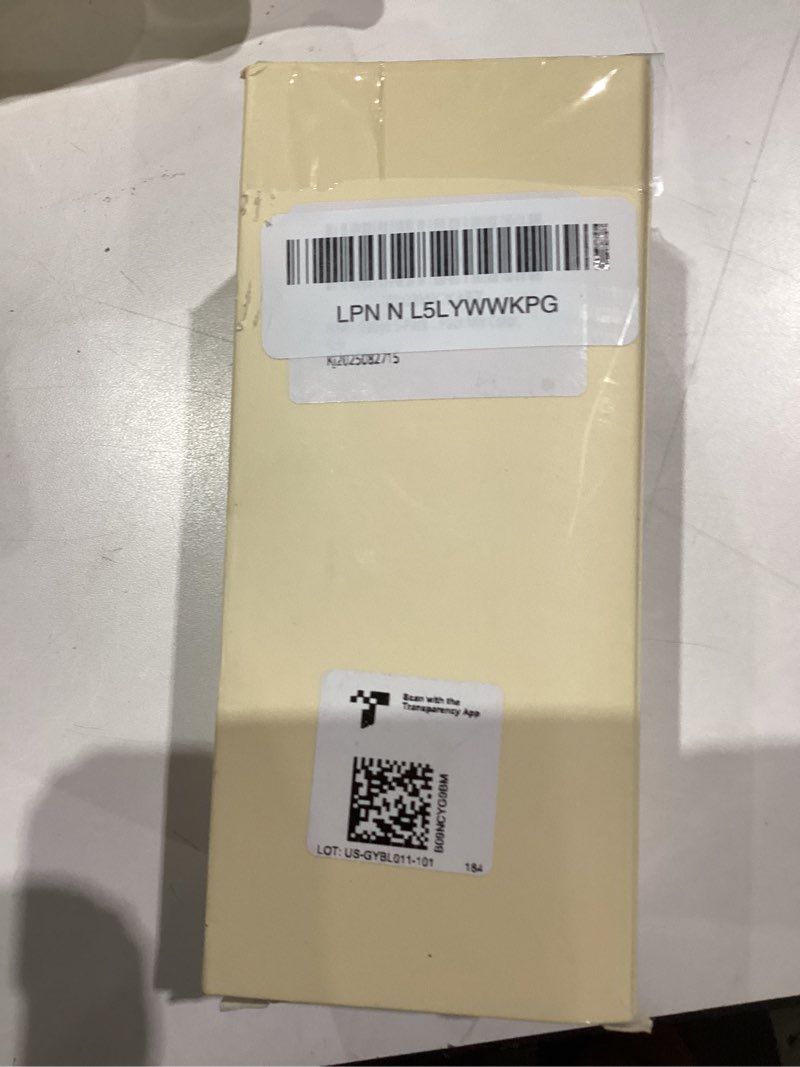 LPN N L5LYWWKPG
Kj2025082715
Scan with the
Transparency App
B09NCYG9BM
LOT: US-GYBL011-101
184